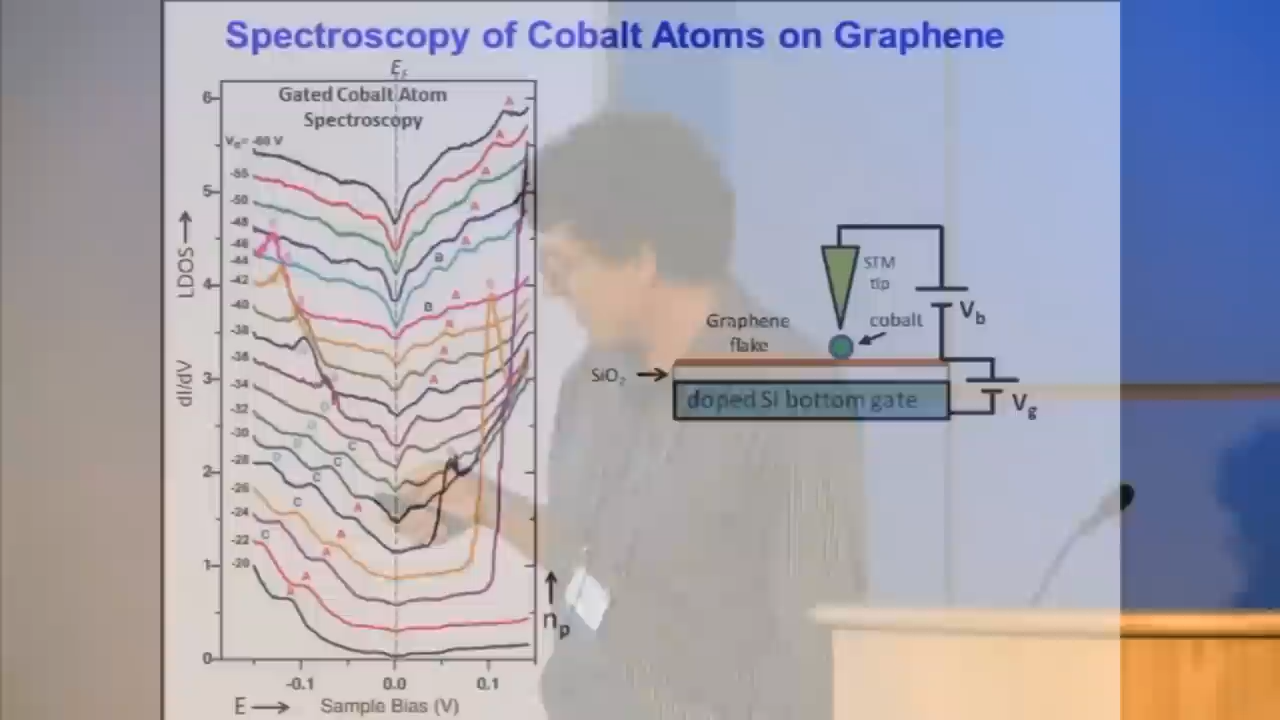 Spectroscopy of Cobalt Atoms on Graphene
E_F
Gated Cobalt Atom
Spectroscopy
LDOS
dI/dV
6
5
4
3
2
1
0
V_G= -60 V
-55
-50
-48
-46
-44
-42
-40
-38
-36
-34
-32
-30
-28
-26
-24
-22
-20
A
A
A
A
A
B
A
B
A
A
A
D
D
D
D
C
C
C
C
A
A
A
C
A
A
-0.1 0.0 0.1
E Sample Bias (V)
n_p
STM
tip
cobalt
V_b
Graphene
flake
SiO₂
doped Si bottom gate
V_g